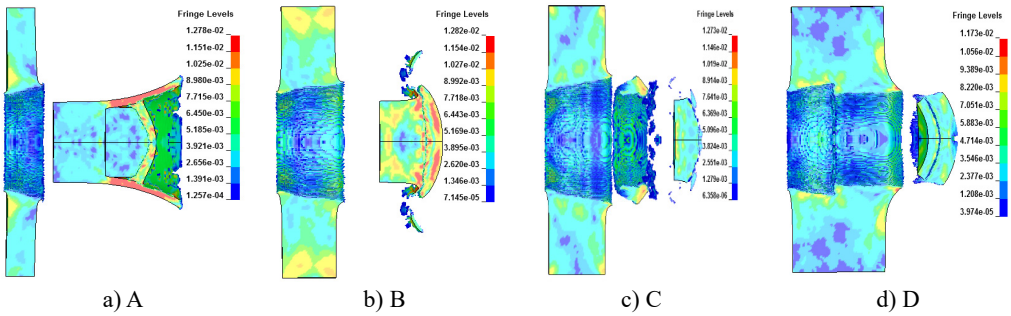 Fringe Levels
1.278e-02
1.151e-02
1.025e-02
8.980e-03
7.715e-03
6.450e-03
5.185e-03
3.921e-03
2.656e-03
1.391e-03
1.257e-04
a) A
Fringe Levels
1.282e-02
1.154e-02
1.027e-02
8.992e-03
7.718e-03
6.443e-03
5.169e-03
3.895e-03
2.620e-03
1.346e-03
7.145e-05
b) B
Fringe Levels
1.273e-02
1.146e-02
1.019e-02
8.914e-03
7.641e-03
6.369e-03
5.096e-03
3.824e-03
2.551e-03
1.279e-03
6.358e-06
c) C
Fringe Levels
1.173e-02
1.056e-02
9.389e-03
8.220e-03
7.051e-03
5.883e-03
4.714e-03
3.546e-03
2.377e-03
1.208e-03
3.974e-05
d) D